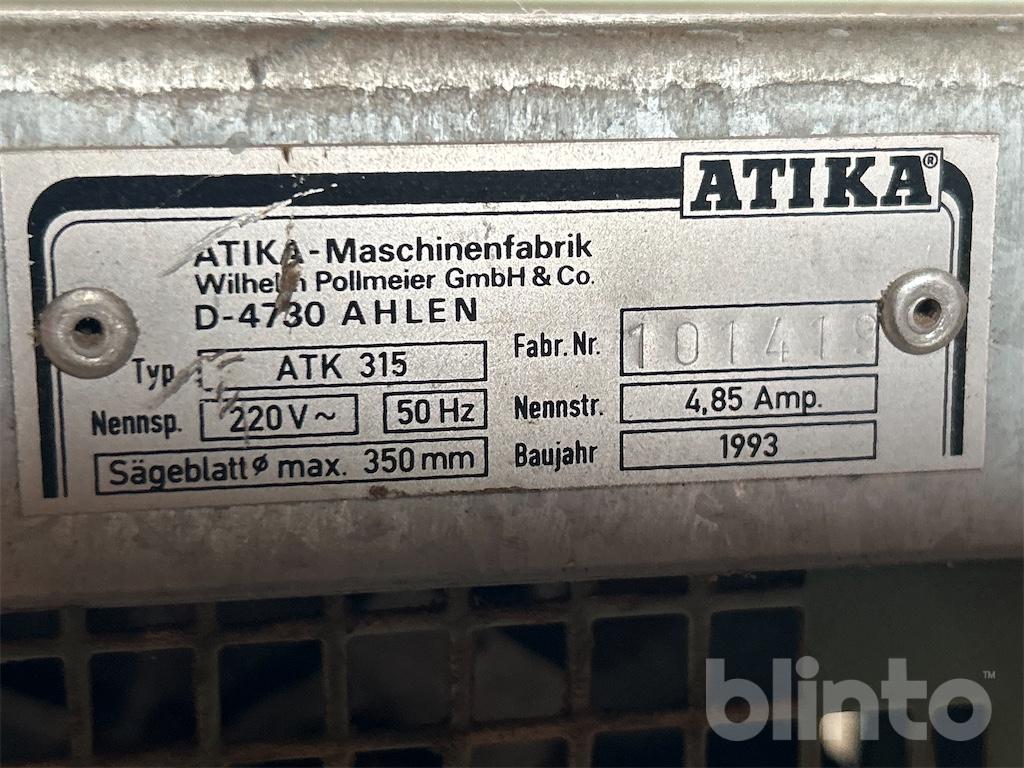 ATIKA®
ATIKA-Maschinenfabrik
Wilhelm Pollmeier GmbH & Co.
D-4730 AHLEN
Typ ATK 315
Fabr. Nr. 101419
Nennsp. 220 V ~ 50 Hz
Nennstr. 4,85 Amp.
Sägeblatt ⌀ max. 350 mm
Baujahr 1993
blinto™